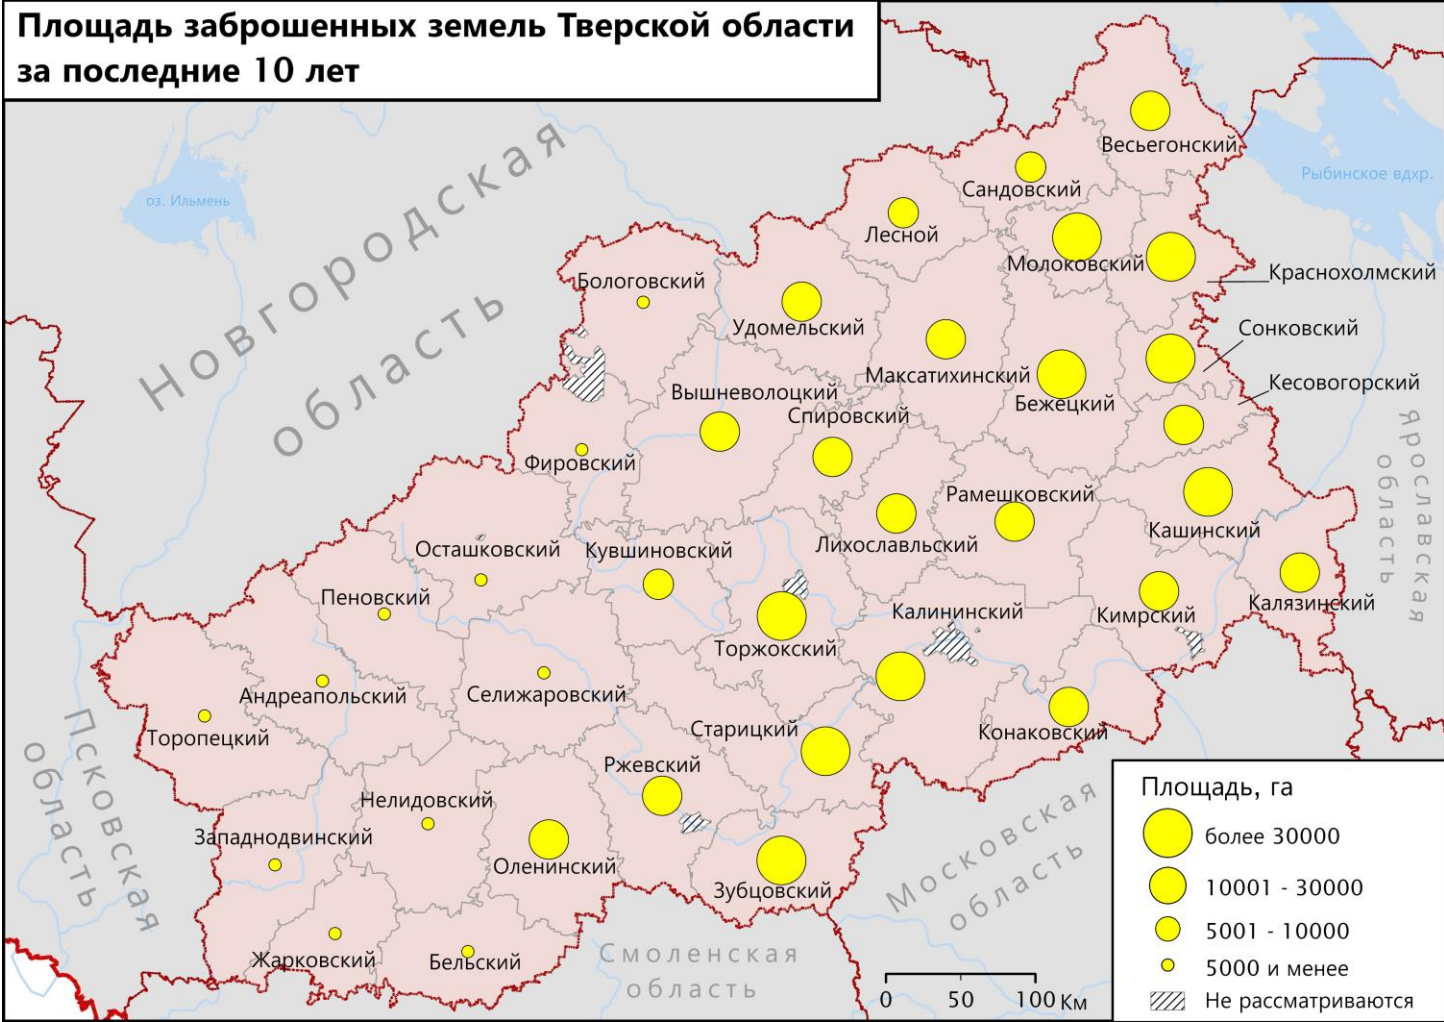 Площадь заброшенных земель Тверской области
за последние 10 лет
Новгородская
область
оз. Ильмень
Рыбинское вдхр.
Весьегонский
Сандовский
Лесной
Молоковский
Краснохолмский
Бологовский
Удомельский
Сонковский
Максатихинский
Кесовогорский
Вышневолоцкий
Бежецкий
Спировский
Фировский
Рамешковский
Кашинский
Ярославская
область
Лихославльский
Осташковский
Кувшиновский
Пеновский
Калининский
Кимрский
Калязинский
Торжокский
Андреапольский
Селижаровский
Торопецкий
Старицкий
Конаковский
Псковская
область
Ржевский
Нелидовский
Западнодвинский
Оленинский
Зубцовский
Московская
область
Жарковский
Бельский
Смоленская
область
0 50 100 Км
Площадь, га
более 30000
10001 - 30000
5001 - 10000
5000 и менее
Не рассматриваются